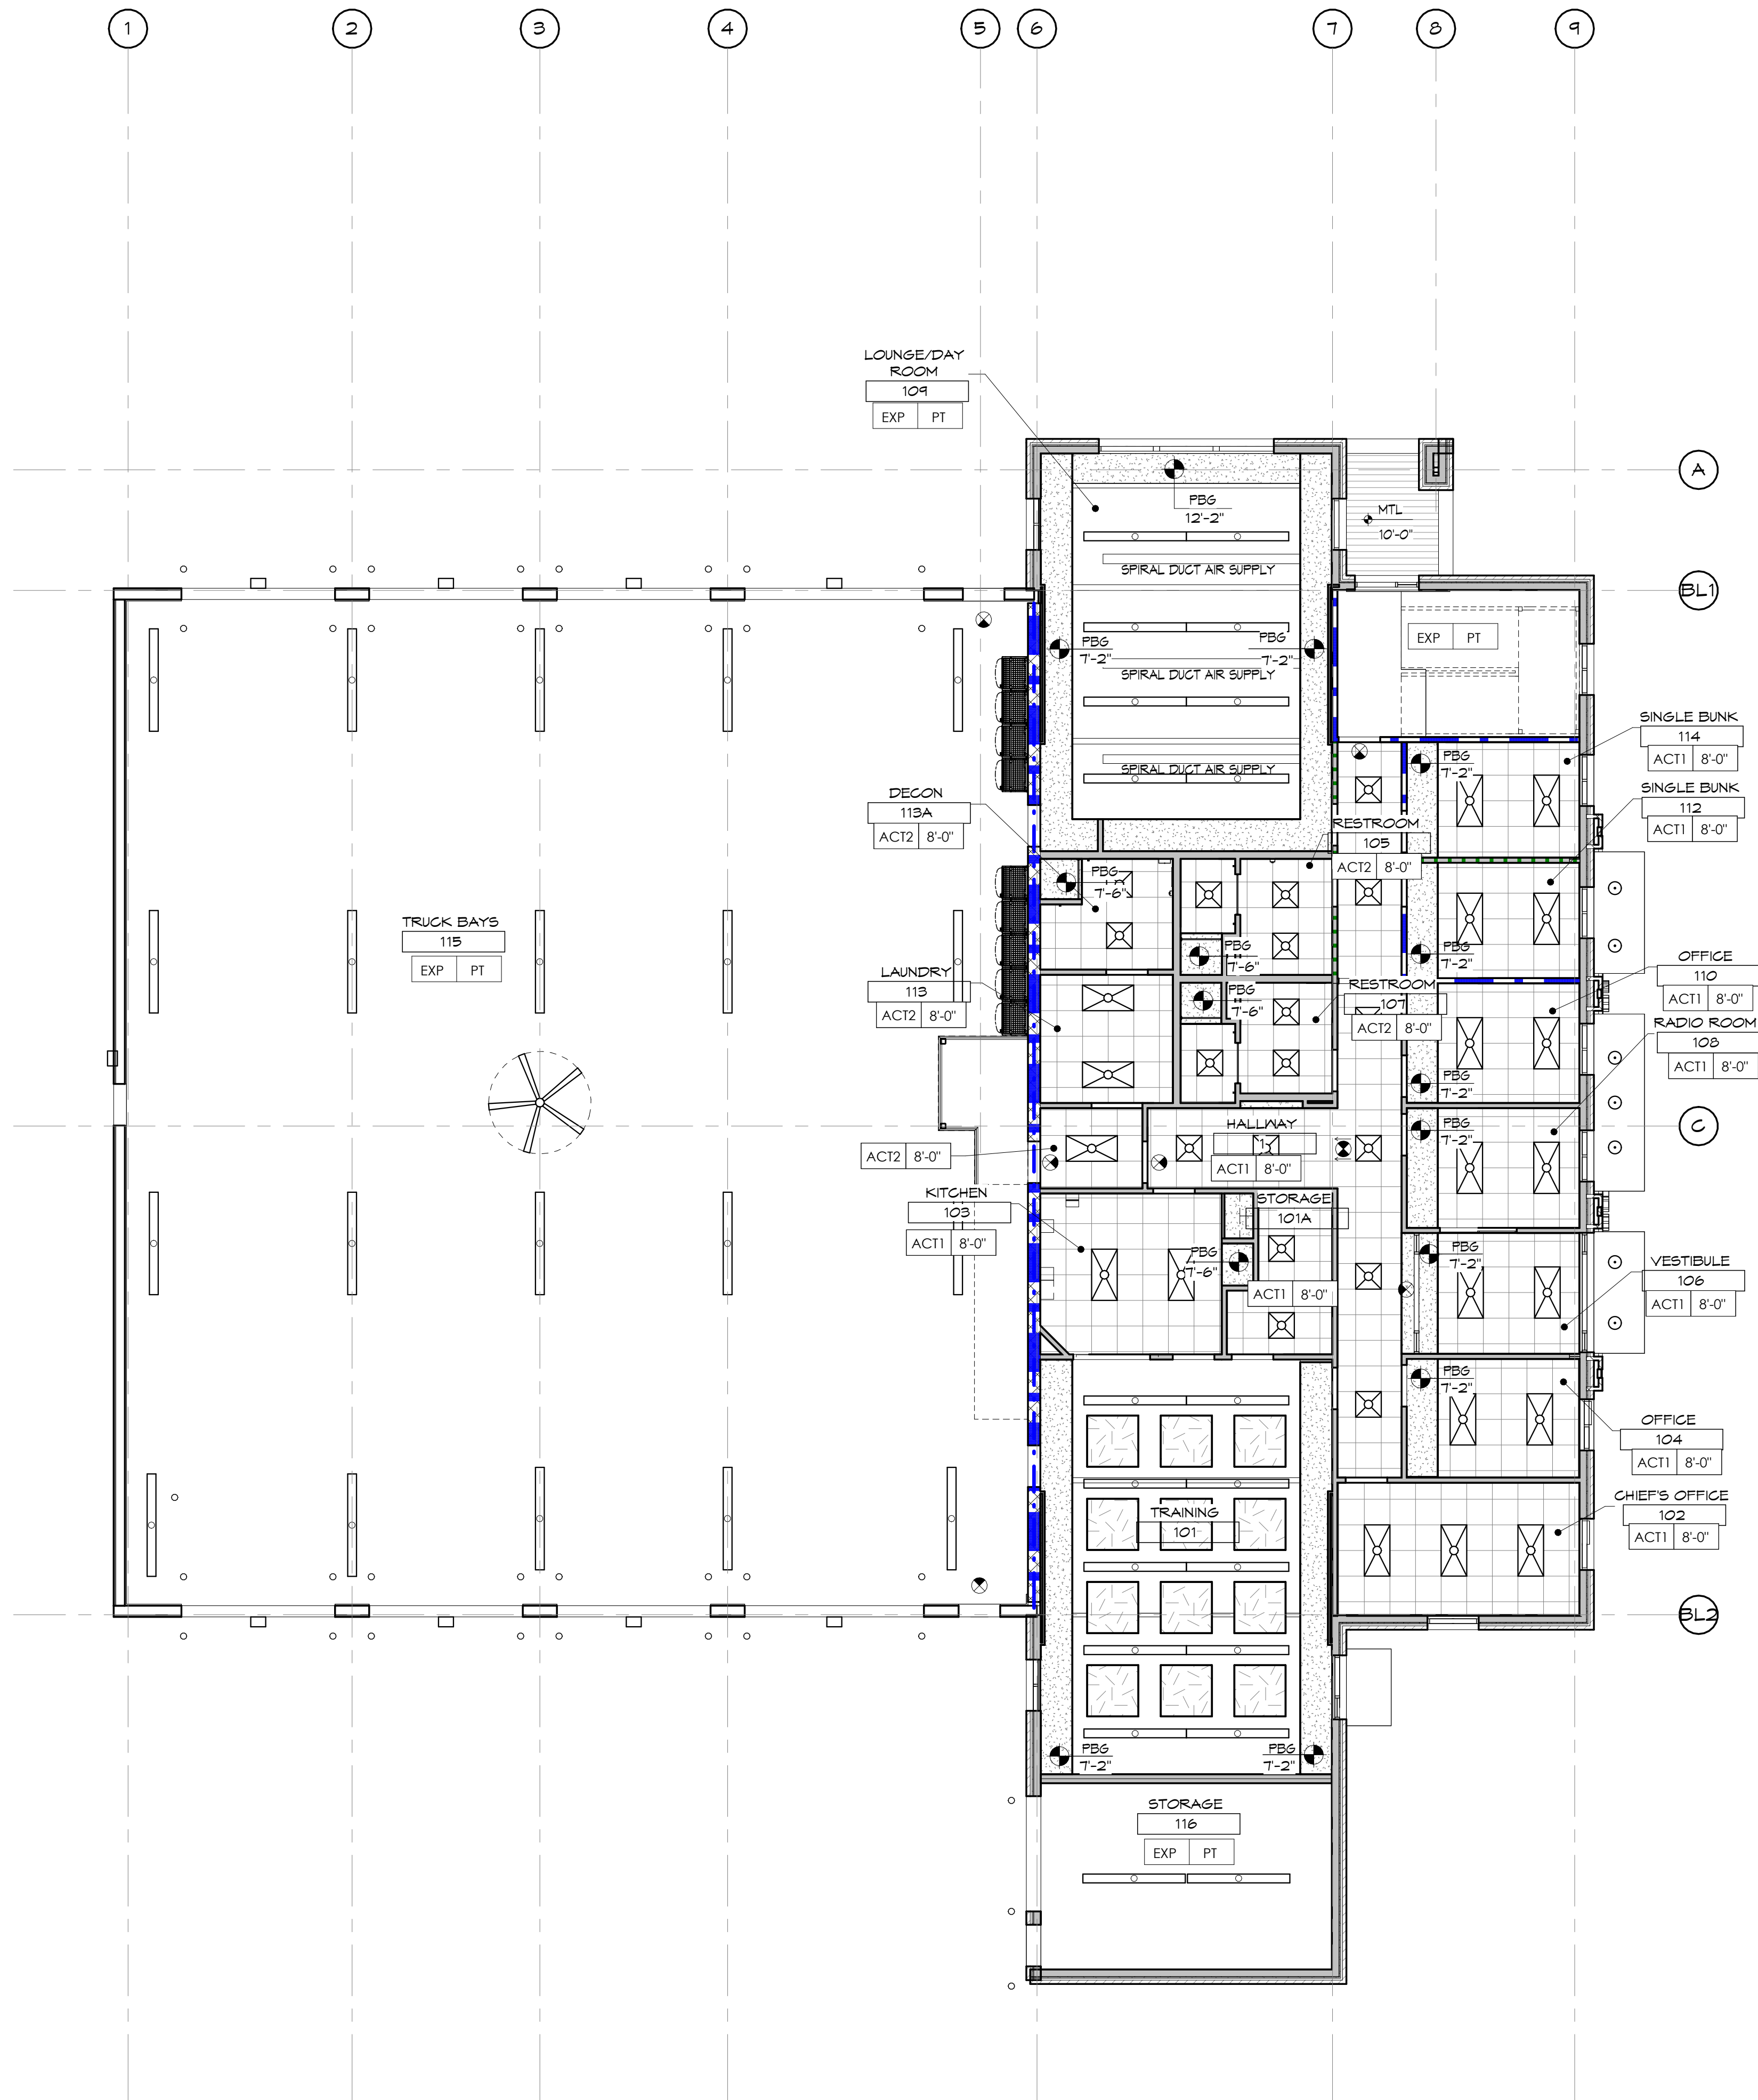 1 2 3 4 5 6 7 8 9
LOUNGE/DAY
ROOM
109
EXP PT
A
PBG
12'-2"
MTL
10'-0"
SPIRAL DUCT AIR SUPPLY
BL1
EXP PT
PBG
7'-2"
PBG
7'-2"
SPIRAL DUCT AIR SUPPLY
SINGLE BUNK
114
ACT1 8'-0"
PBG
7'-2"
SPIRAL DUCT AIR SUPPLY
SINGLE BUNK
112
ACT1 8'-0"
DECON
113A
ACT2 8'-0"
RESTROOM
105
ACT2 8'-0"
PBG
7'-6"
TRUCK BAYS
115
EXP PT
PBG
7'-6"
PBG
7'-2"
OFFICE
110
ACT1 8'-0"
LAUNDRY
113
ACT2 8'-0"
RESTROOM
107
ACT2 8'-0"
PBG
7'-6"
RADIO ROOM
108
ACT1 8'-0"
PBG
7'-2"
HALLWAY
ACT1 8'-0"
C
PBG
7'-2"
ACT2 8'-0"
KITCHEN
103
ACT1 8'-0"
STORAGE
101A
ACT1 8'-0"
PBG
7'-6"
PBG
7'-2"
VESTIBULE
106
ACT1 8'-0"
PBG
7'-2"
OFFICE
104
ACT1 8'-0"
CHIEF'S OFFICE
102
ACT1 8'-0"
TRAINING
101
BL2
PBG
7'-2"
PBG
7'-2"
STORAGE
116
EXP PT